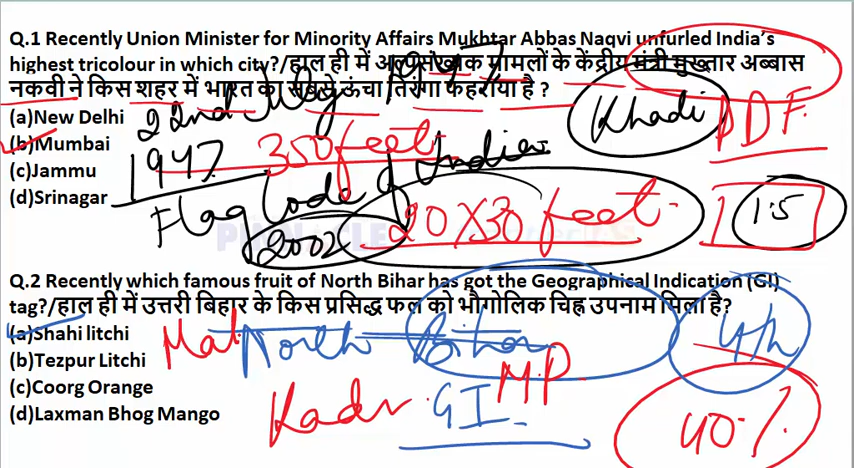 Q.1 Recently Union Minister for Minority Affairs Mukhtar Abbas Naqvi unfurled India's
highest tricolour in which city?/हाल ही में अल्पसंख्यक मामलों के केंद्रीय मंत्री मुख्तार अब्बास
नकवी ने किस शहर में भारत का सबसे ऊंचा तिरंगा फहराया है ?
(a)New Delhi
22nd
Khadi
PDF
(b)Mumbai
1947
350 feet
(c)Jammu
Flag Code of India
(d)Srinagar
2002
20X30 feet
1.5
Q.2 Recently which famous fruit of North Bihar has got the Geographical Indication (GI)
tag?/हाल ही में उत्तरी बिहार के किस प्रसिद्ध फल को भौगोलिक चिह्न उपनाम मिला है?
(a)Shahi litchi
North Bihar
4th
(b)Tezpur Litchi
M.P
(c)Coorg Orange
GI
40%
(d)Laxman Bhog Mango